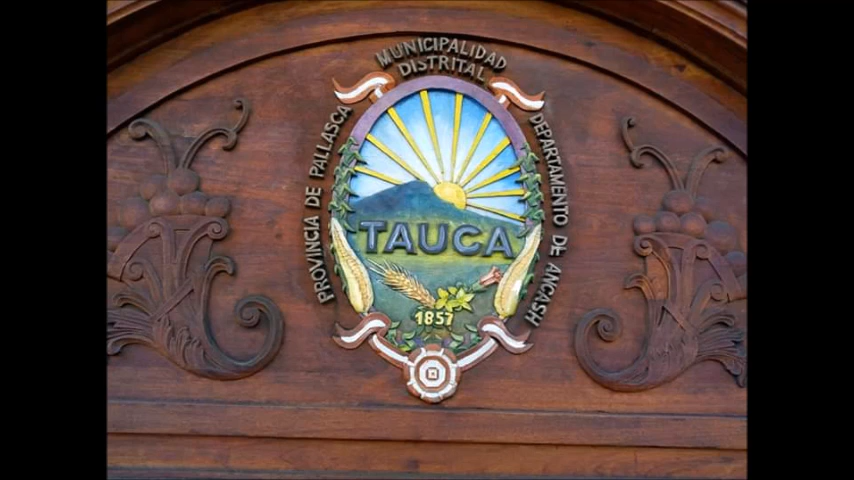 MUNICIPALIDAD
DISTRITAL
PROVINCIA DE PALLASCA
DEPARTAMENTO DE ANCASH
TAUCA
1857